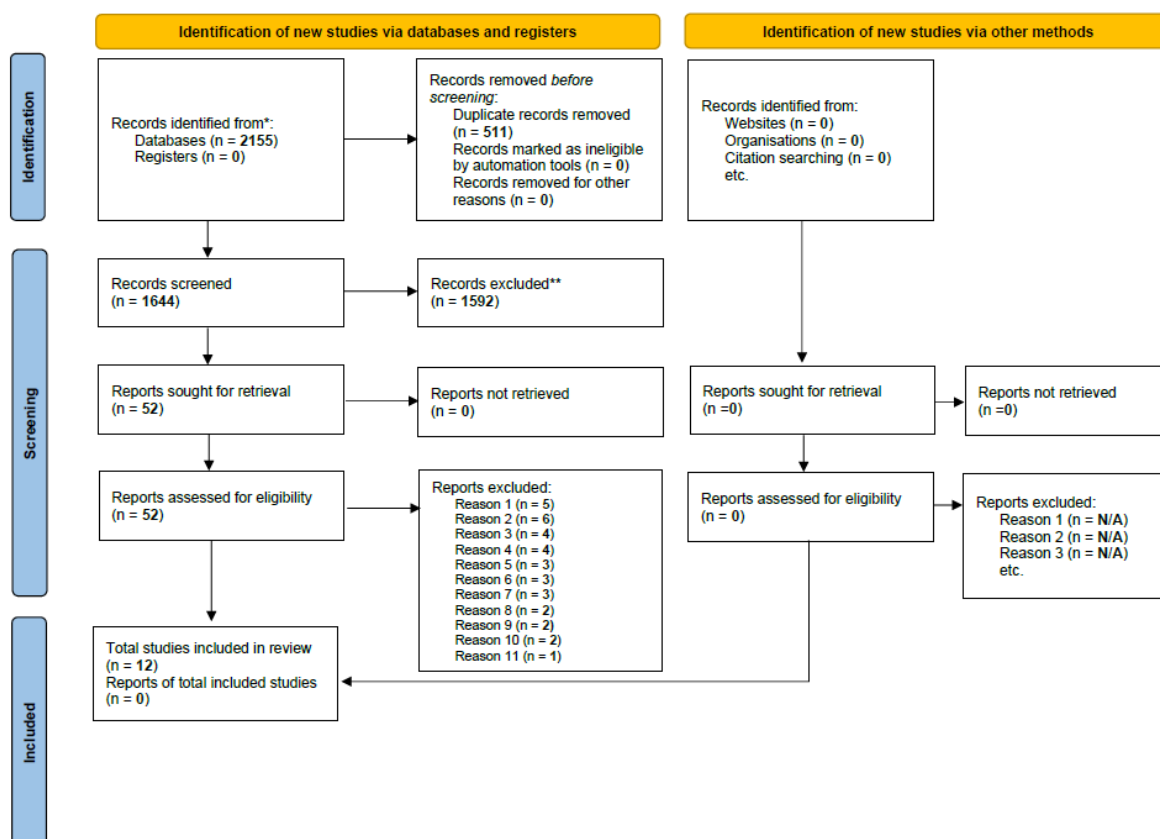 Identification of new studies via databases and registers
Identification of new studies via other methods
Identification
Records identified from*:
Databases (n = 2155)
Registers (n = 0)
Records removed before
screening:
Duplicate records removed
(n = 511)
Records marked as ineligible
by automation tools (n = 0)
Records removed for other
reasons (n = 0)
Records identified from:
Websites (n = 0)
Organisations (n = 0)
Citation searching (n = 0)
etc.
Screening
Records screened
(n = 1644)
Records excluded**
(n = 1592)
Reports sought for retrieval
(n = 52)
Reports not retrieved
(n = 0)
Reports sought for retrieval
(n =0)
Reports not retrieved
(n =0)
Reports assessed for eligibility
(n = 52)
Reports excluded:
Reason 1 (n = 5)
Reason 2 (n = 6)
Reason 3 (n = 4)
Reason 4 (n = 4)
Reason 5 (n = 3)
Reason 6 (n = 3)
Reason 7 (n = 3)
Reason 8 (n = 2)
Reason 9 (n = 2)
Reason 10 (n = 2)
Reason 11 (n = 1)
Reports assessed for eligibility
(n = 0)
Reports excluded:
Reason 1 (n = N/A)
Reason 2 (n = N/A)
Reason 3 (n = N/A)
etc.
Included
Total studies included in review
(n = 12)
Reports of total included studies
(n = 0)